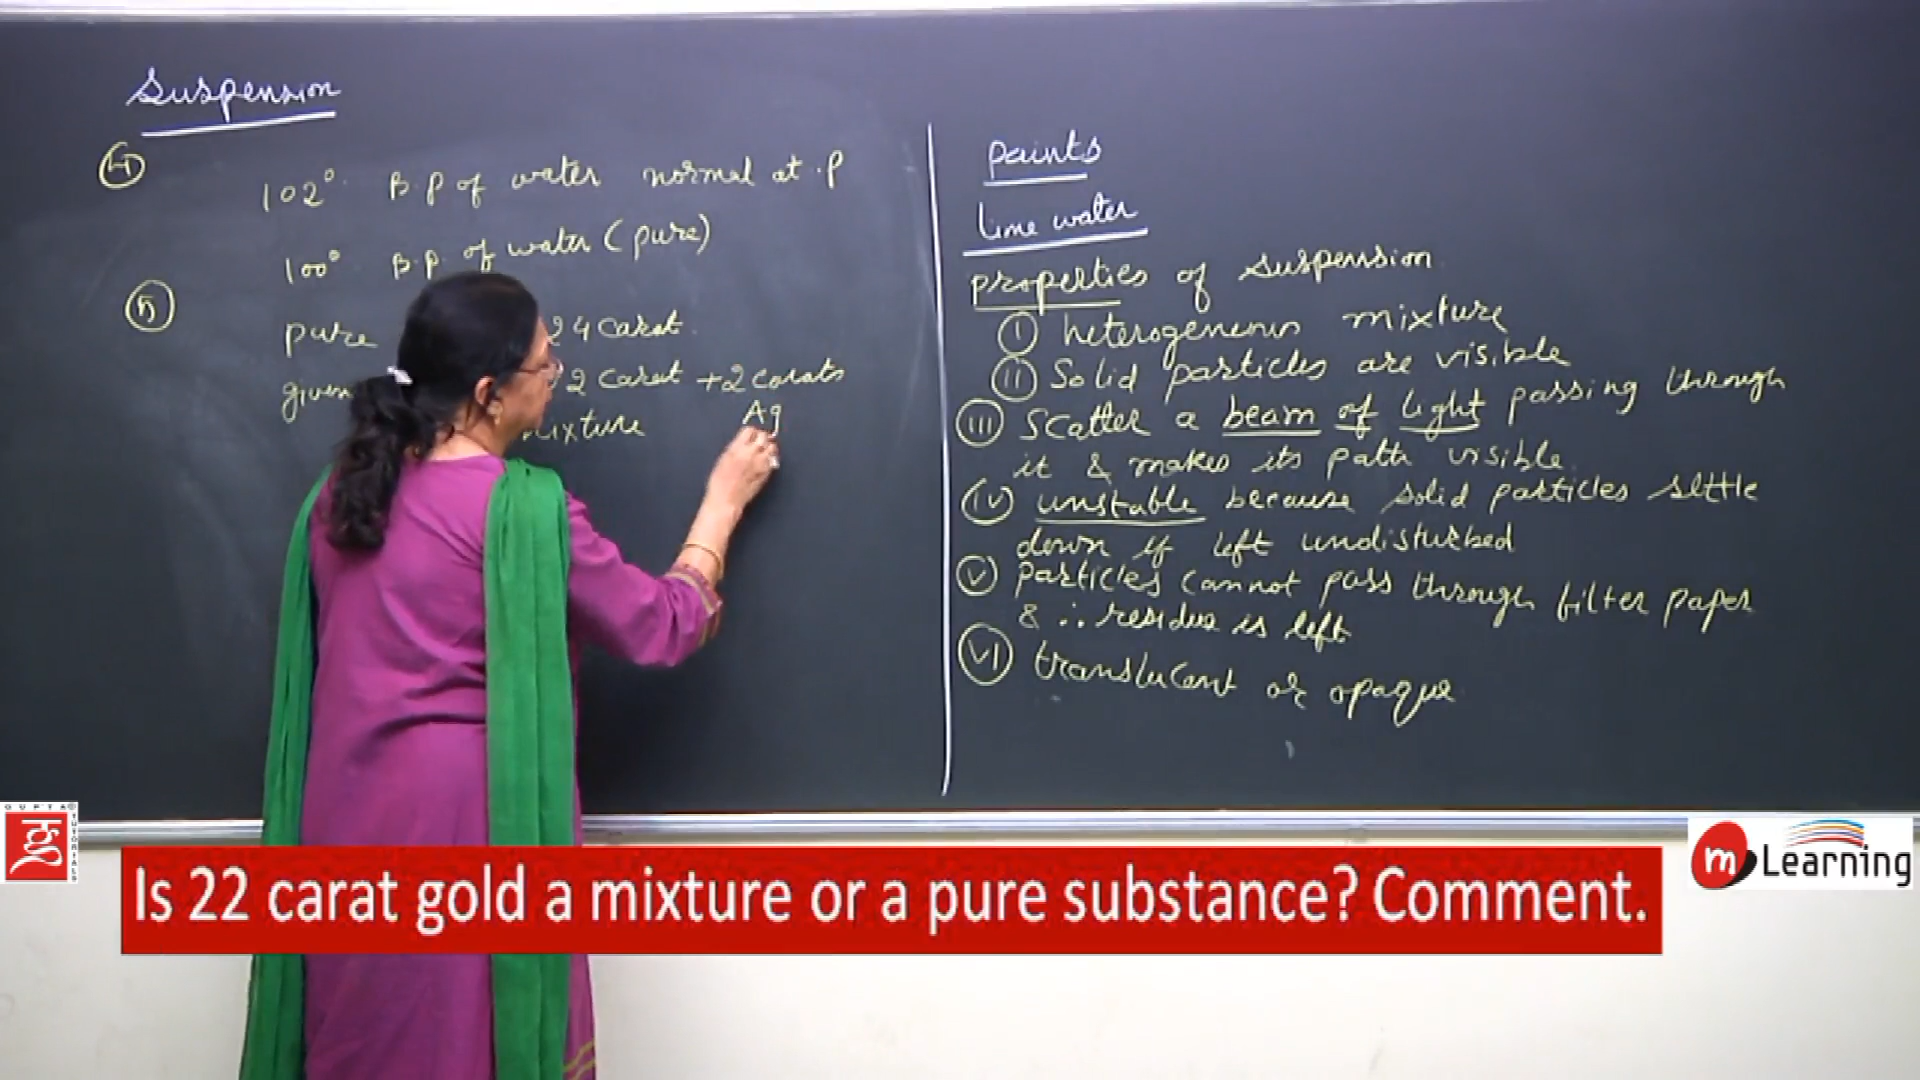 Suspension
4
102° B.p of water normal at .p
100° B.p. of water (pure)
5
pure 24 carat.
given 22 carat + 2 carats
mixture Ag
paints
lime water
properties of suspension
I heterogeneous mixture
II Solid particles are visible
III Scatter a beam of light passing through
it & makes its path visible.
IV unstable because solid particles settle
down if left undisturbed
V particles cannot pass through filter paper
& ∴ residue is left
VI translucent or opaque
GUPTA TUTORIALS
m Learning
Is 22 carat gold a mixture or a pure substance? Comment.